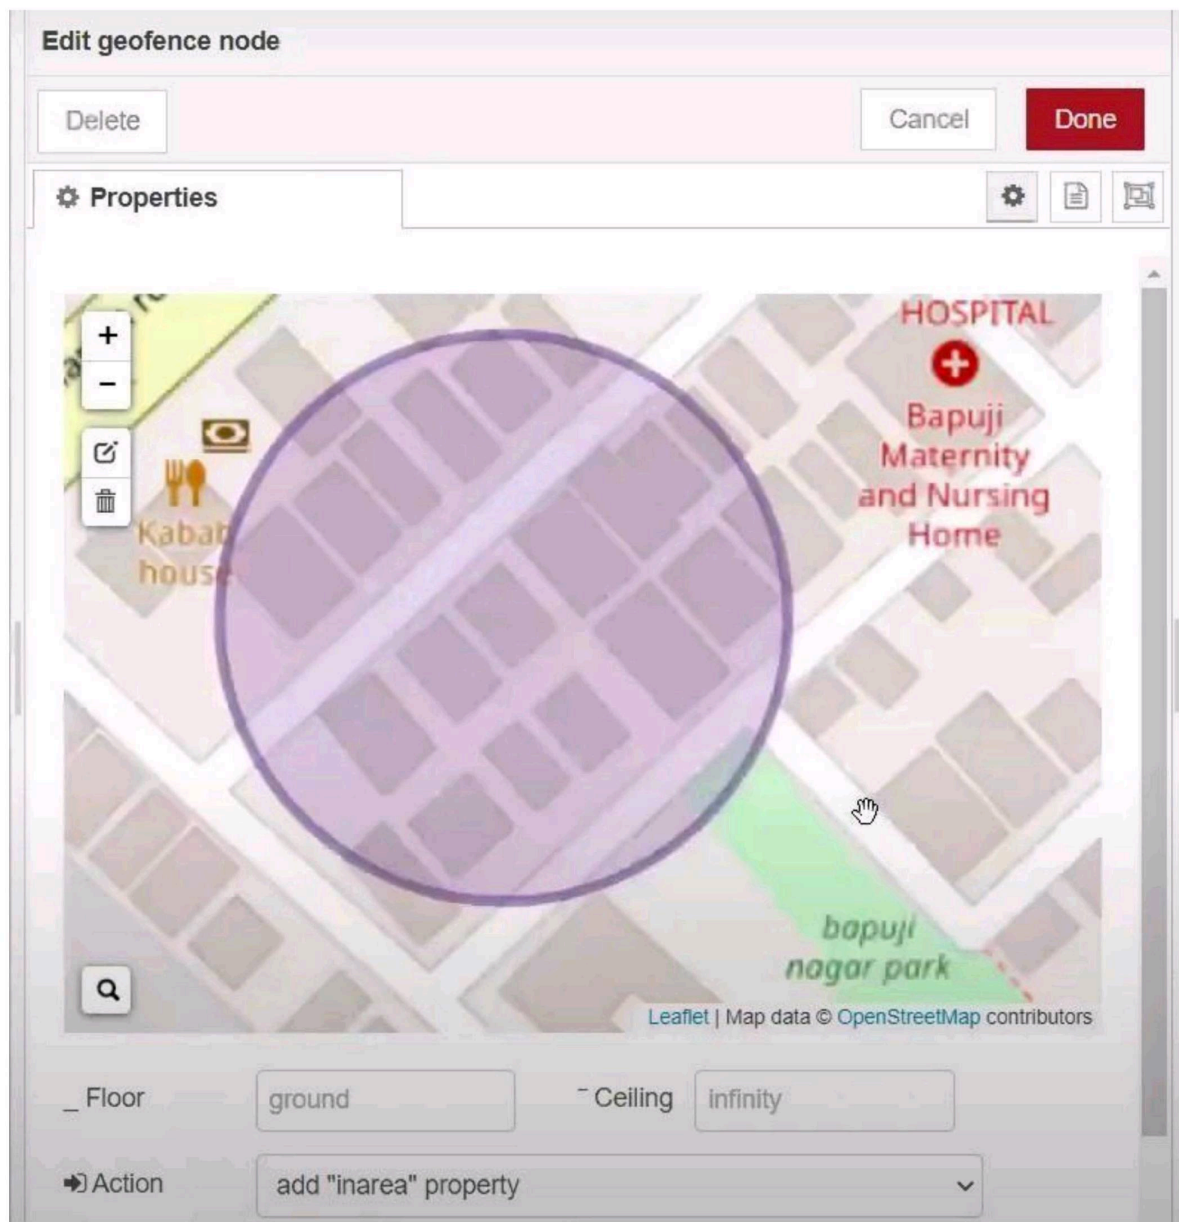 Edit geofence node
Delete
Cancel
Done
Properties
+
−
HOSPITAL
Bapuji
Maternity
and Nursing
Home
Kabab
house
bapuji
nagar park
Leaflet | Map data © OpenStreetMap contributors
_ Floor
ground
‾ Ceiling
infinity
Action
add "inarea" property